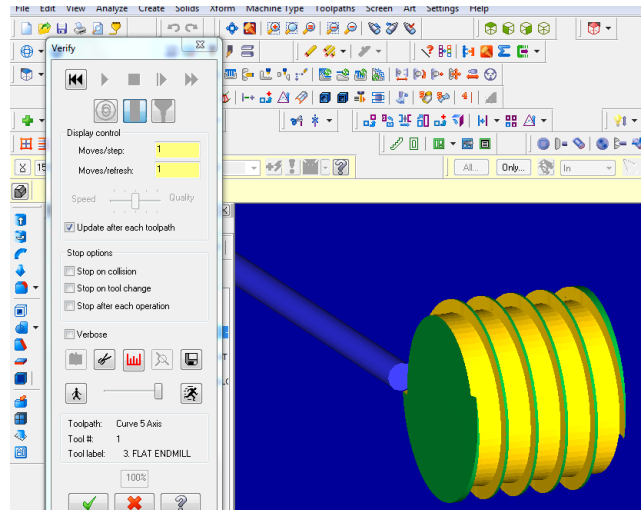 File Edit View Analyze Create Solids Xform Machine Type Toolpaths Screen Art Settings Help
Verify
Display control
Moves/step: 1
Moves/refresh: 1
Speed Quality
Update after each toolpath
Stop options
Stop on collision
Stop on tool change
Stop after each operation
Verbose
Toolpath: Curve 5 Axis
Tool #: 1
Tool label: 3. FLAT ENDMILL
100%
15
All... Only... In